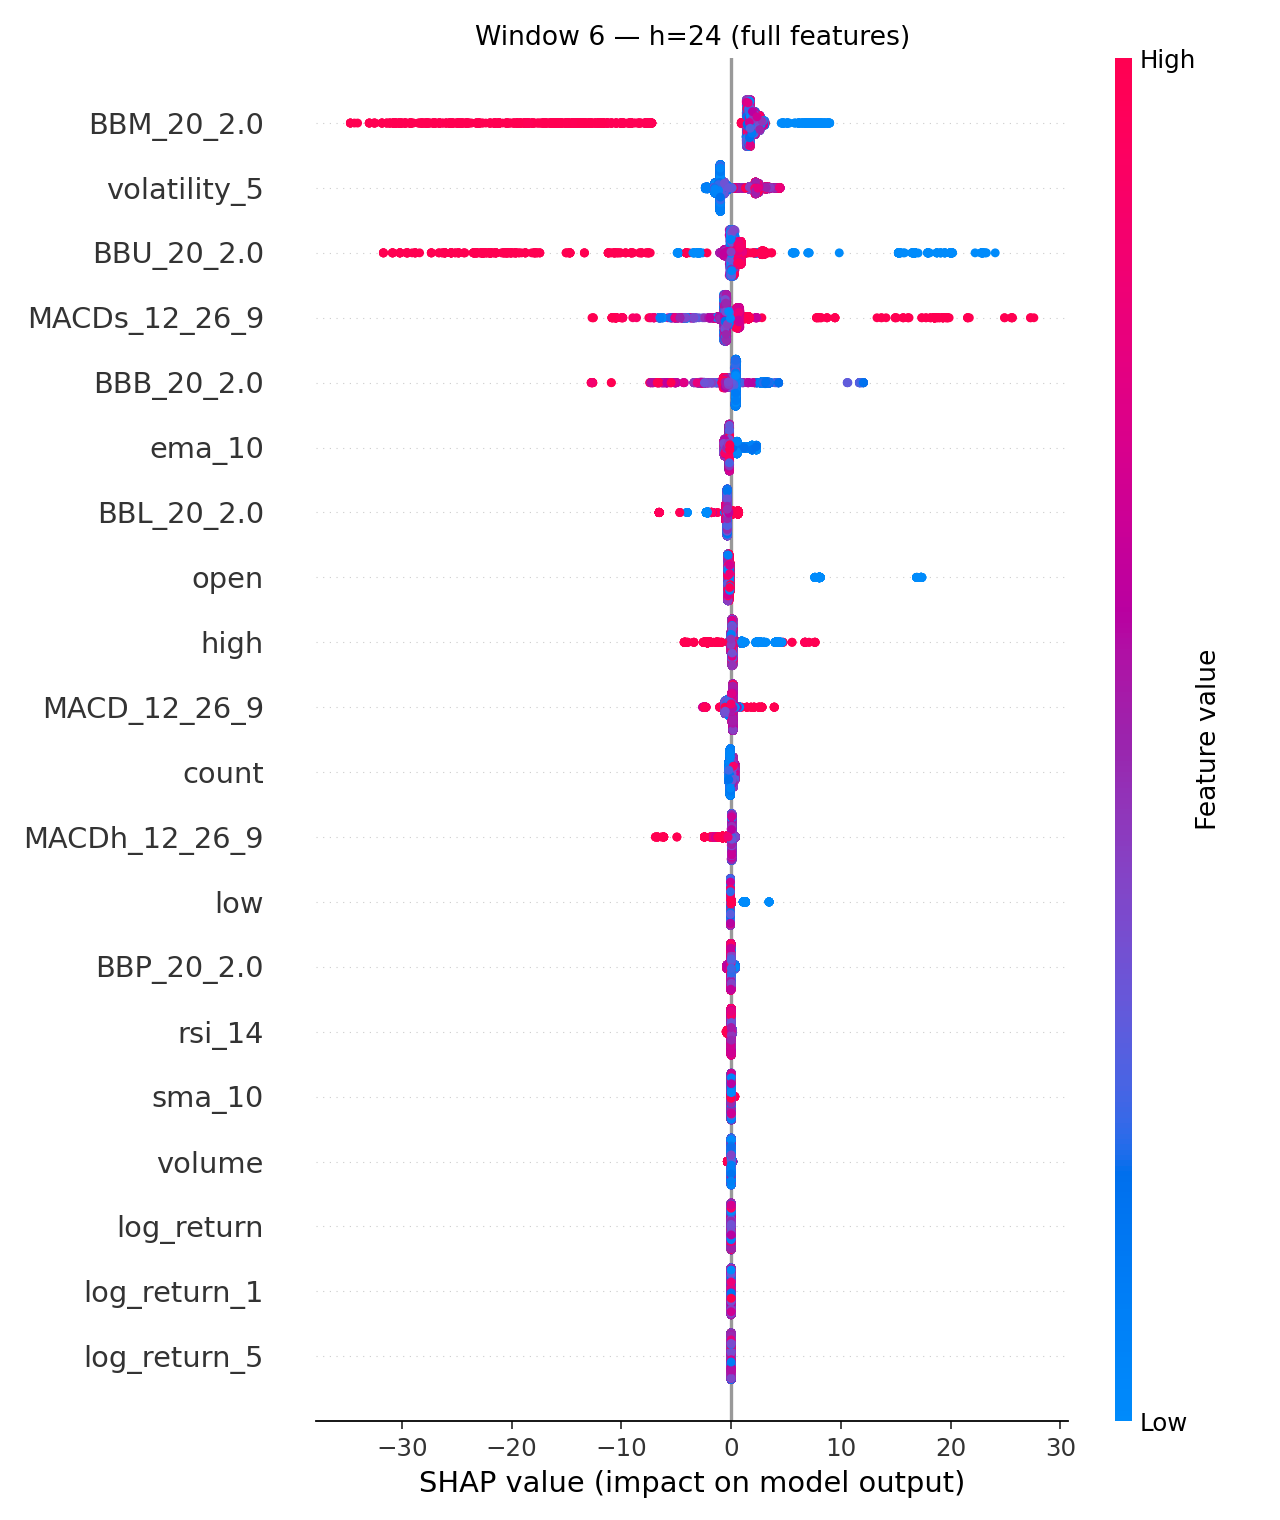 Window 6 — h=24 (full features)
High
BBM_20_2.0
volatility_5
BBU_20_2.0
MACDs_12_26_9
BBB_20_2.0
ema_10
BBL_20_2.0
open
high
MACD_12_26_9
count
MACDh_12_26_9
low
BBP_20_2.0
rsi_14
sma_10
volume
log_return
log_return_1
log_return_5
Feature value
Low
−30 −20 −10 0 10 20 30
SHAP value (impact on model output)